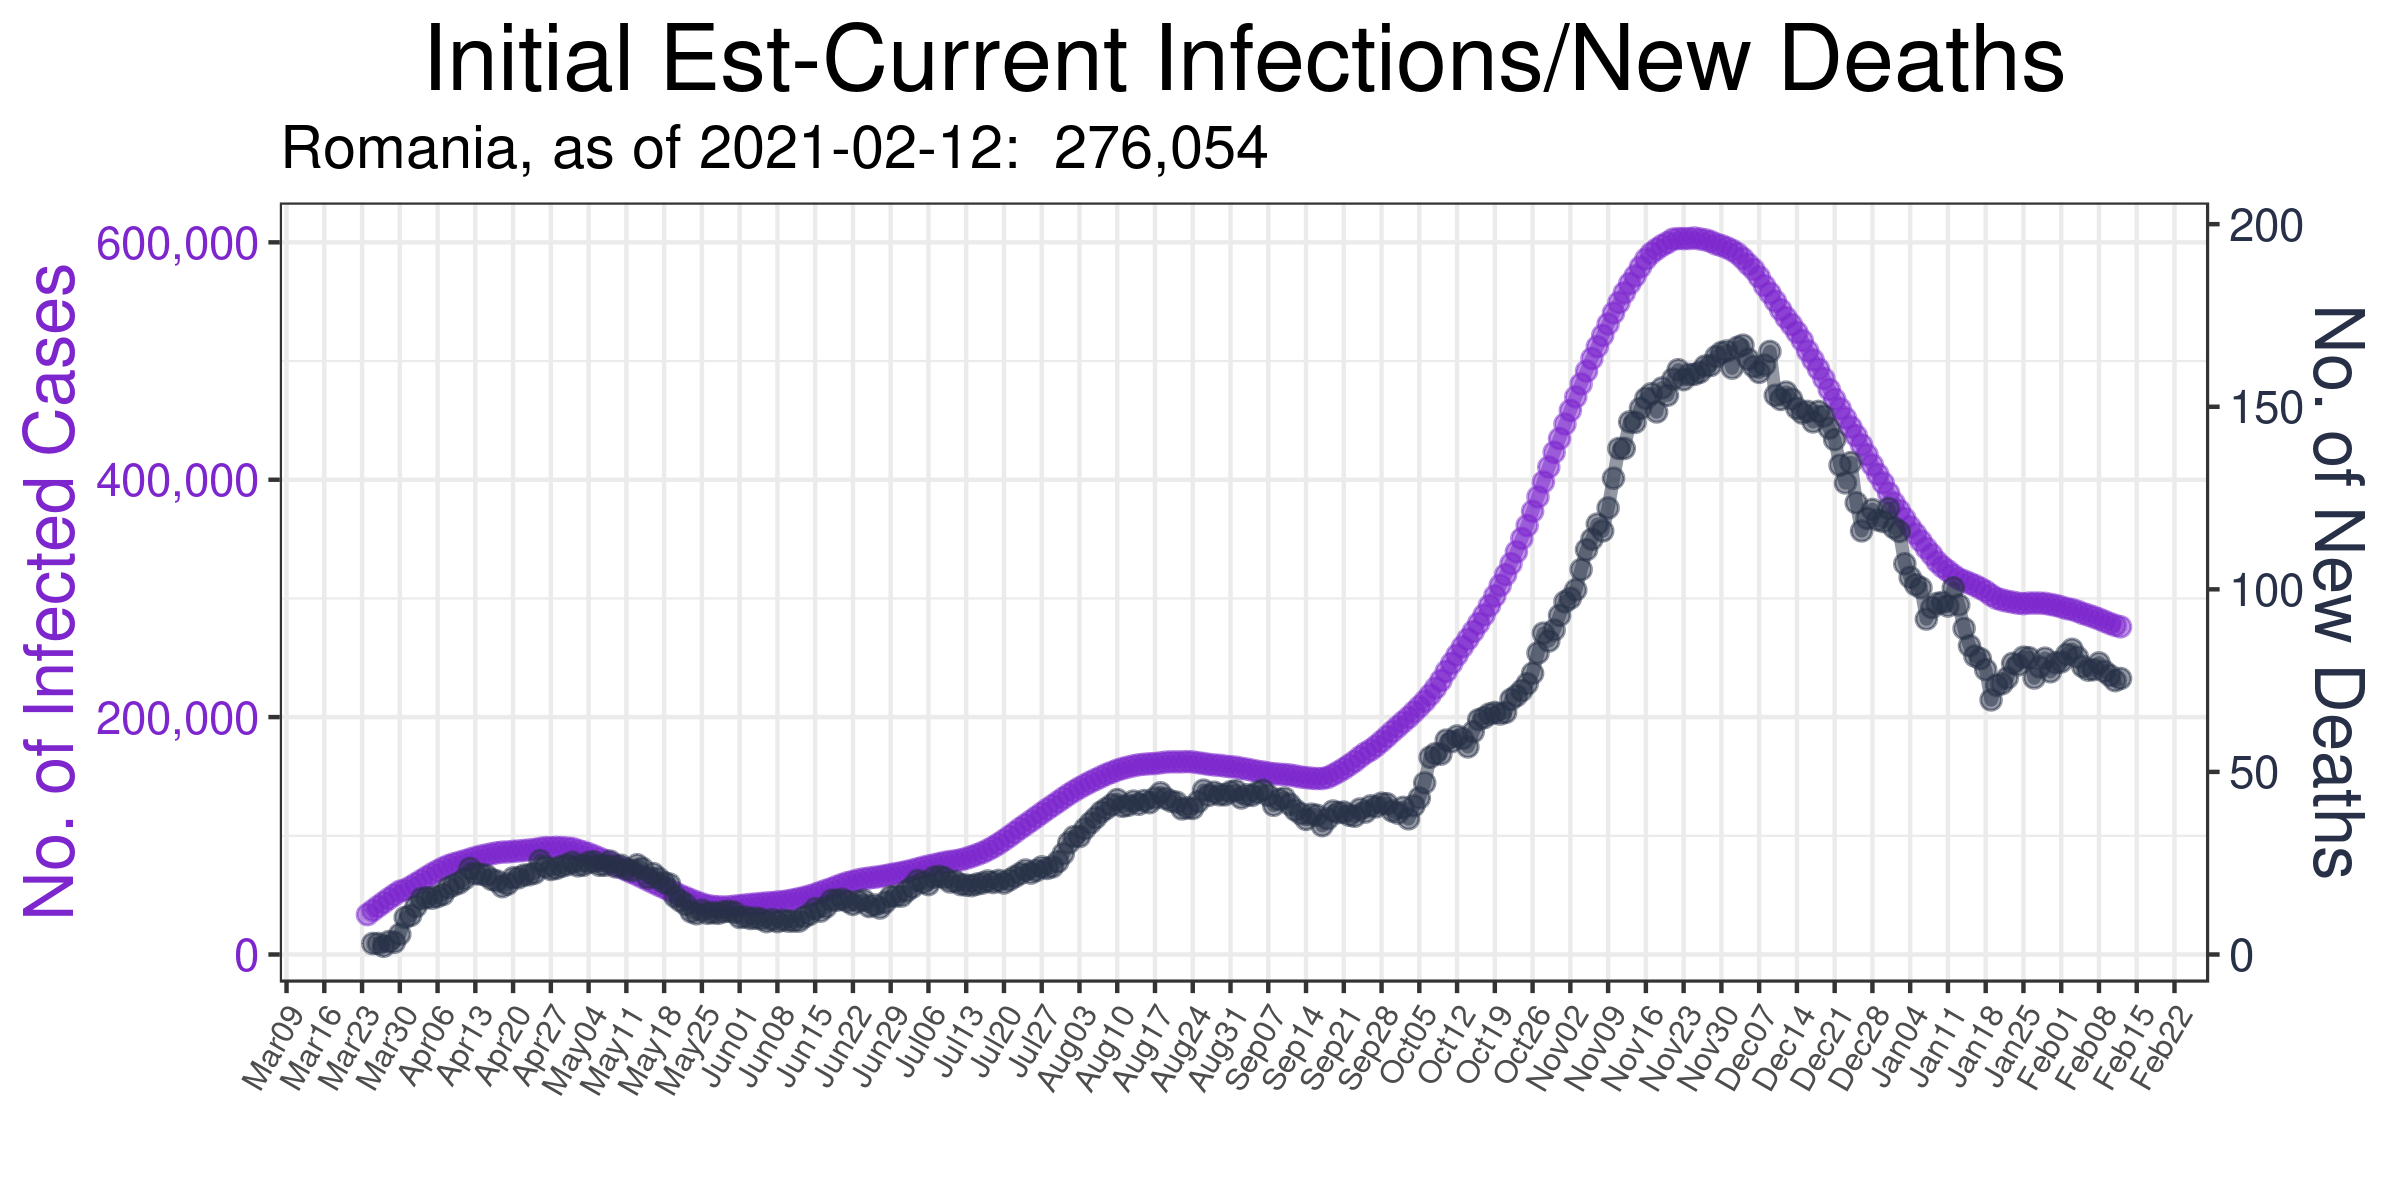 Initial Est-Current Infections/New Deaths
Romania, as of 2021-02-12:  276,054
No. of Infected Cases
600,000
400,000
200,000
0
200
150
100
50
0
No. of New Deaths
Mar09
Mar16
Mar23
Mar30
Apr06
Apr13
Apr20
Apr27
May04
May11
May18
May25
Jun01
Jun08
Jun15
Jun22
Jun29
Jul06
Jul13
Jul20
Jul27
Aug03
Aug10
Aug17
Aug24
Aug31
Sep07
Sep14
Sep21
Sep28
Oct05
Oct12
Oct19
Oct26
Nov02
Nov09
Nov16
Nov23
Nov30
Dec07
Dec14
Dec21
Dec28
Jan04
Jan11
Jan18
Jan25
Feb01
Feb08
Feb15
Feb22